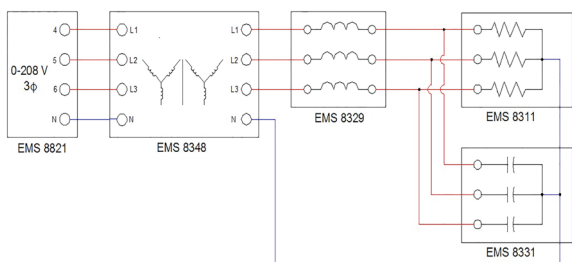 4 L1 L1
5 L2 L2
0-208 V
3ϕ
6 L3 L3
N N N
EMS 8821
EMS 8348
EMS 8329
EMS 8311
EMS 8331